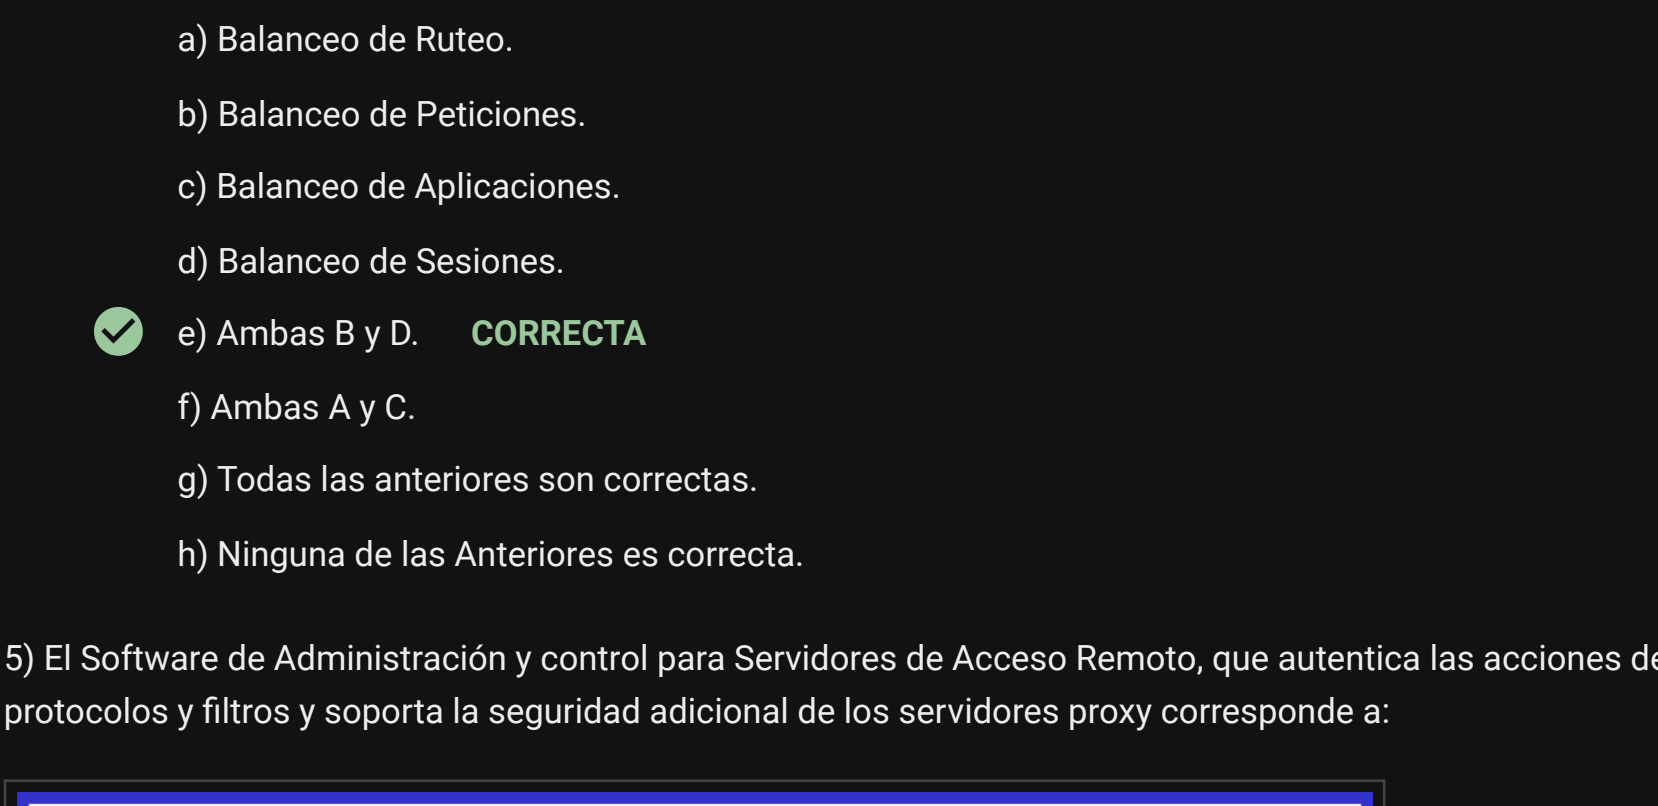 a) Balanceo de Ruteo.
b) Balanceo de Peticiones.
c) Balanceo de Aplicaciones.
d) Balanceo de Sesiones.
e) Ambas B y D. CORRECTA
f) Ambas A y C.
g) Todas las anteriores son correctas.
h) Ninguna de las Anteriores es correcta.
5) El Software de Administración y control para Servidores de Acceso Remoto, que autentica las acciones de
protocolos y filtros y soporta la seguridad adicional de los servidores proxy corresponde a: